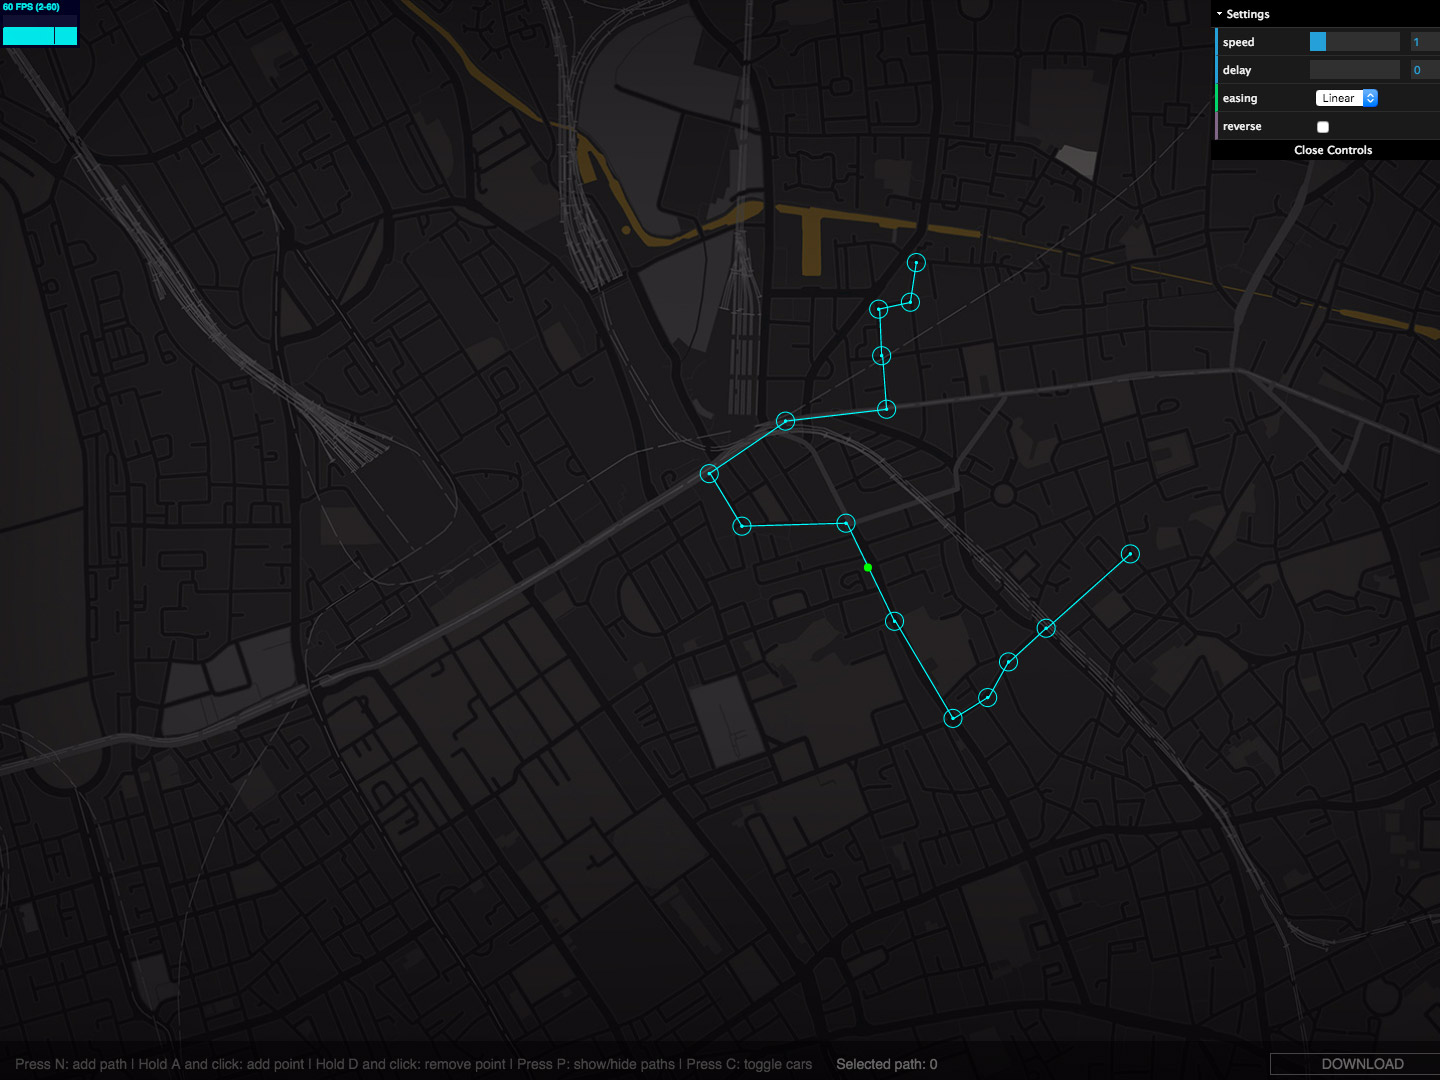 60 FPS (2-60)
Settings
speed 1
delay 0
easing Linear
reverse
Close Controls
Press N: add path | Hold A and click: add point | Hold D and click: remove point | Press P: show/hide paths | Press C: toggle cars Selected path: 0
DOWNLOAD